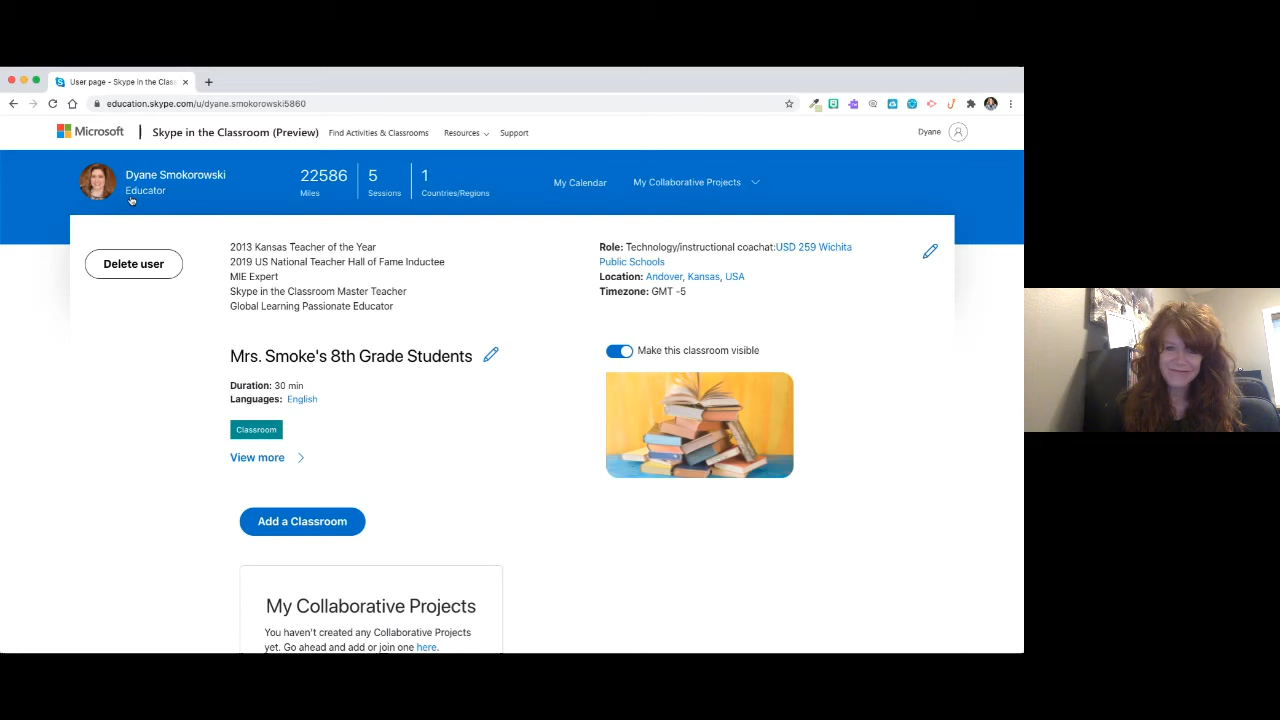 User page - Skype in the Clas
education.skype.com/u/dyane.smokorowski5860
Microsoft
Skype in the Classroom (Preview)
Find Activities & Classrooms
Resources
Support
Dyane
Dyane Smokorowski
Educator
22586
Miles
5
Sessions
1
Countries/Regions
My Calendar
My Collaborative Projects
Delete user
2013 Kansas Teacher of the Year
2019 US National Teacher Hall of Fame Inductee
MIE Expert
Skype in the Classroom Master Teacher
Global Learning Passionate Educator
Role: Technology/instructional coachat:USD 259 Wichita
Public Schools
Location: Andover, Kansas, USA
Timezone: GMT -5
Mrs. Smoke's 8th Grade Students
Duration: 30 min
Languages: English
Classroom
View more
Make this classroom visible
Add a Classroom
My Collaborative Projects
You haven't created any Collaborative Projects
yet. Go ahead and add or join one here.